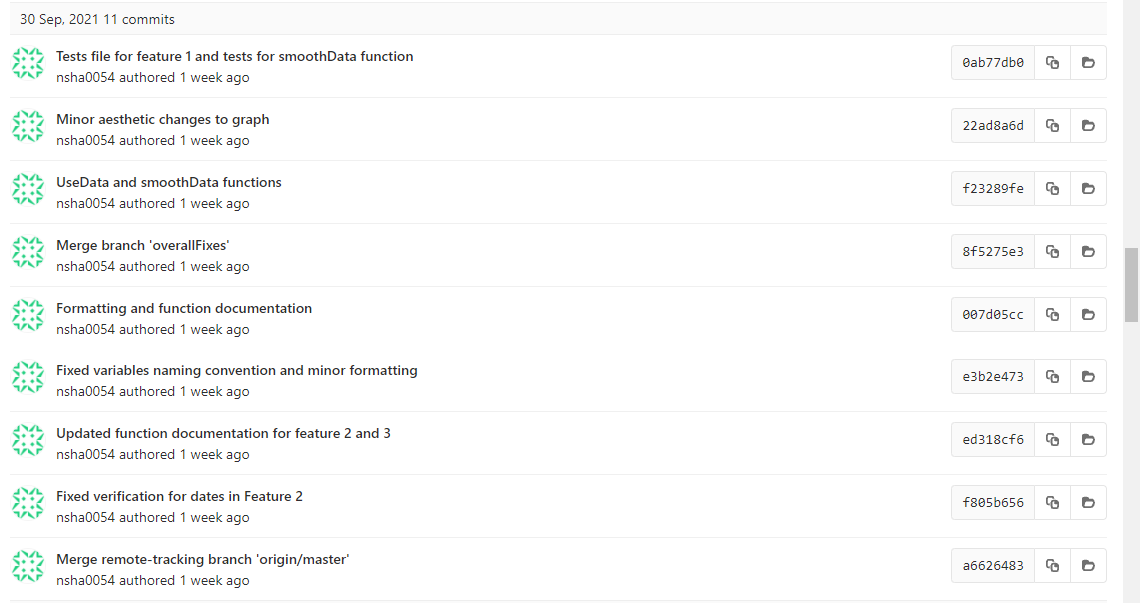 30 Sep, 2021 11 commits
Tests file for feature 1 and tests for smoothData function
nsha0054 authored 1 week ago
0ab77db0
Minor aesthetic changes to graph
nsha0054 authored 1 week ago
22ad8a6d
UseData and smoothData functions
nsha0054 authored 1 week ago
f23289fe
Merge branch 'overallFixes'
nsha0054 authored 1 week ago
8f5275e3
Formatting and function documentation
nsha0054 authored 1 week ago
007d05cc
Fixed variables naming convention and minor formatting
nsha0054 authored 1 week ago
e3b2e473
Updated function documentation for feature 2 and 3
nsha0054 authored 1 week ago
ed318cf6
Fixed verification for dates in Feature 2
nsha0054 authored 1 week ago
f805b656
Merge remote-tracking branch 'origin/master'
nsha0054 authored 1 week ago
a6626483